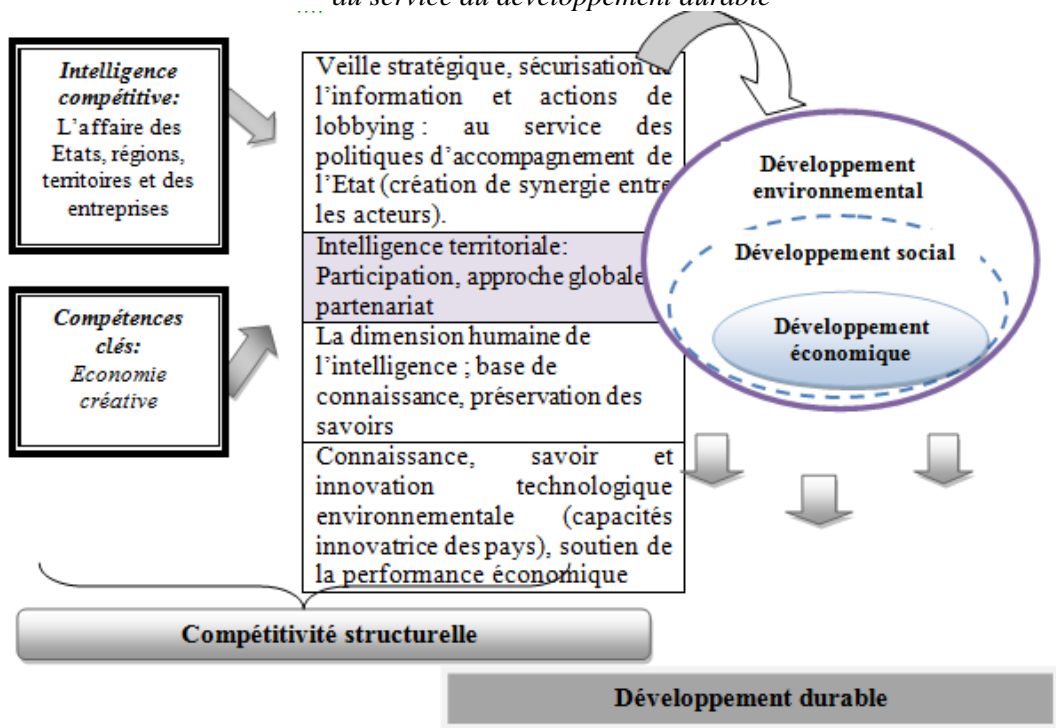 au service du développement durable
Intelligence
compétitive:
L'affaire des
Etats, régions,
territoires et des
entreprises
Compétences
clés:
Economie
créative
Veille stratégique, sécurisation de
l'information et actions de
lobbying : au service des
politiques d'accompagnement de
l'Etat (création de synergie entre
les acteurs).
Intelligence territoriale:
Participation, approche globale
partenariat
La dimension humaine de
l'intelligence ; base de
connaissance, préservation des
savoirs
Connaissance, savoir et
innovation technologique
environnementale (capacités
innovatrice des pays), soutien de
la performance économique
Développement
environnemental
Développement social
Développement
économique
Compétitivité structurelle
Développement durable